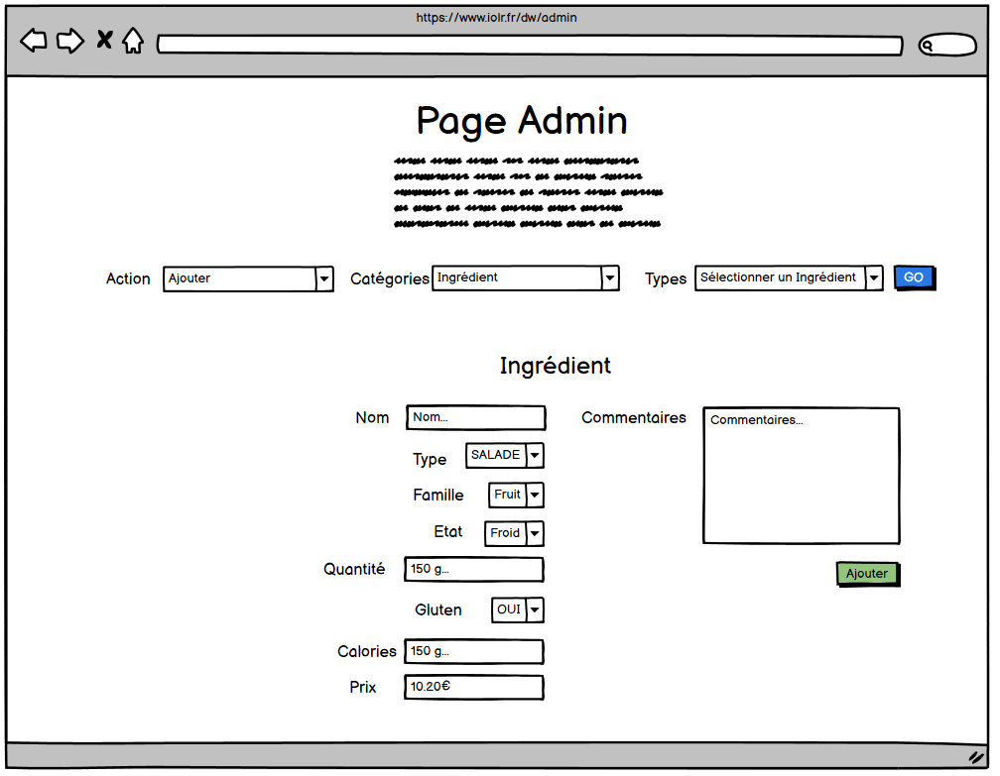 https://www.iolr.fr/dw/admin
Page Admin
Action Ajouter Catégories Ingrédient Types Sélectionner un Ingrédient GO
Ingrédient
Nom Nom... Commentaires Commentaires...
Type SALADE
Famille Fruit
Etat Froid
Quantité 150 g...
Ajouter
Gluten OUI
Calories 150 g...
Prix 10.20€